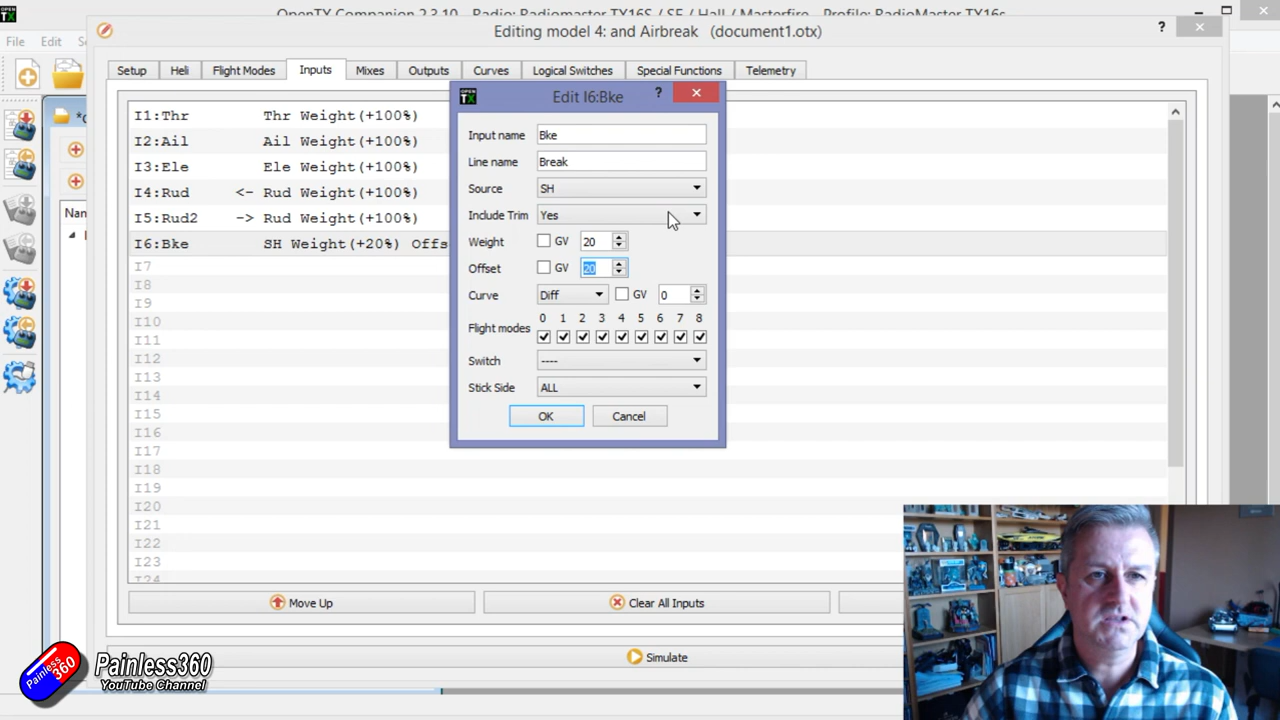 OPEN TX
OpenTX Companion 2.3.10 - Radio: Radiomaster TX16S / SE / Hall / Masterfire - Profile: RadioMaster TX16s
File Edit
Editing model 4: and Airbreak (document1.otx) ?
Setup Heli Flight Modes Inputs Mixes Outputs Curves Logical Switches Special Functions Telemetry
I1:Thr Thr Weight(+100%)
I2:Ail Ail Weight(+100%)
I3:Ele Ele Weight(+100%)
I4:Rud <- Rud Weight(+100%)
I5:Rud2 -> Rud Weight(+100%)
I6:Bke SH Weight(+20%) Offs
I7
I8
I9
I10
I11
I12
I13
I14
I15
I16
I17
I18
I19
I20
I21
I22
I23
I24
Edit I6:Bke ?
Input name Bke
Line name Break
Source SH
Include Trim Yes
Weight GV 20
Offset GV 20
Curve Diff GV 0
0 1 2 3 4 5 6 7 8
Flight modes
Switch ----
Stick Side ALL
OK Cancel
Move Up Clear All Inputs
Simulate
Painless 360
Painless360
YouTube Channel